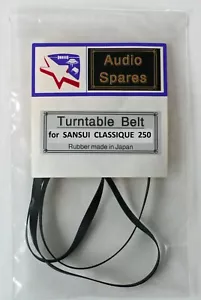 Audio
Spares
Turntable Belt
for SANSUI CLASSIQUE 250
Rubber made in Japan